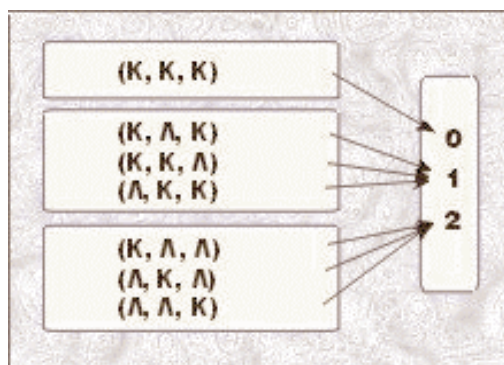 (Κ, Κ, Κ)
(Κ, Λ, Κ)
(Κ, Κ, Λ)
(Λ, Κ, Κ)
(Κ, Λ, Λ)
(Λ, Κ, Λ)
(Λ, Λ, Κ)
0
1
2